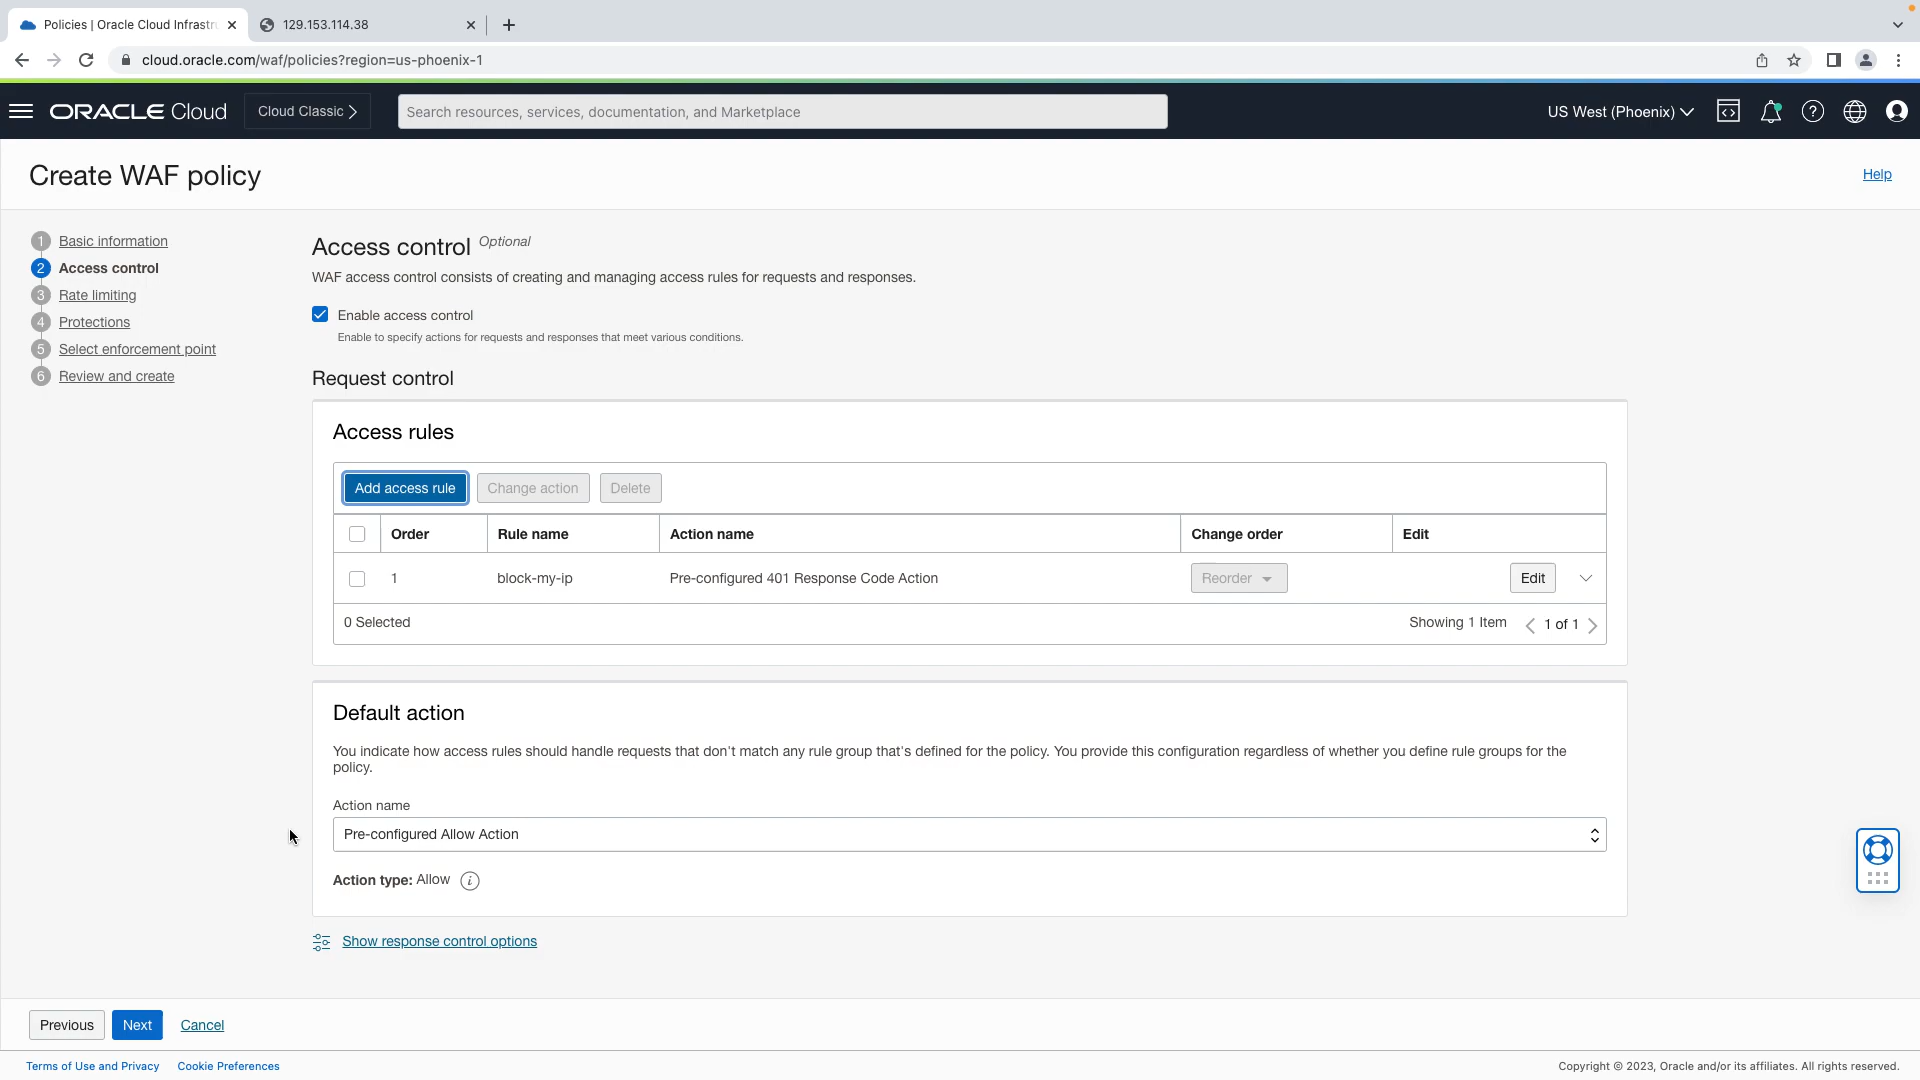 Policies | Oracle Cloud Infrastr
129.153.114.38
cloud.oracle.com/waf/policies?region=us-phoenix-1
ORACLE Cloud
Cloud Classic
Search resources, services, documentation, and Marketplace
US West (Phoenix)
Create WAF policy
Help
1 Basic information
2 Access control
3 Rate limiting
4 Protections
5 Select enforcement point
6 Review and create
Access control Optional
WAF access control consists of creating and managing access rules for requests and responses.
Enable access control
Enable to specify actions for requests and responses that meet various conditions.
Request control
Access rules
Add access rule Change action Delete
Order Rule name Action name Change order Edit
1 block-my-ip Pre-configured 401 Response Code Action Reorder Edit
0 Selected Showing 1 Item 1 of 1
Default action
You indicate how access rules should handle requests that don't match any rule group that's defined for the policy. You provide this configuration regardless of whether you define rule groups for the
policy.
Action name
Pre-configured Allow Action
Action type: Allow
Show response control options
Previous Next Cancel
Terms of Use and Privacy Cookie Preferences
Copyright © 2023, Oracle and/or its affiliates. All rights reserved.